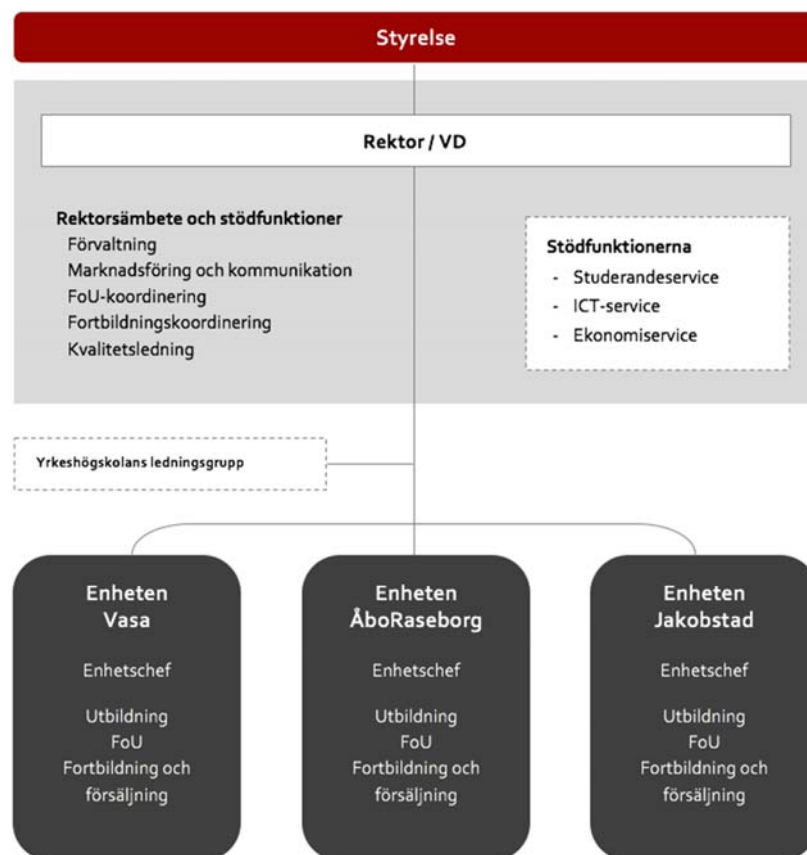 Styrelse
Rektor / VD
Rektorsämbete och stödfunktioner
Förvaltning
Marknadsföring och kommunikation
FoU-koordinering
Fortbildningskoordinering
Kvalitetsledning
Stödfunktionerna
- Studerandeservice
- ICT-service
- Ekonomiservice
Yrkeshögskolans ledningsgrupp
Enheten
Vasa
Enhetschef
Utbildning
FoU
Fortbildning och
försäljning
Enheten
ÅboRaseborg
Enhetschef
Utbildning
FoU
Fortbildning och
försäljning
Enheten
Jakobstad
Enhetschef
Utbildning
FoU
Fortbildning och
försäljning